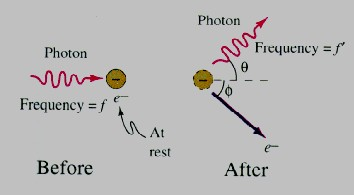 Photon
Frequency = f
e⁻
At
rest
Before
Photon
Frequency = f'
θ
ϕ
e⁻
After